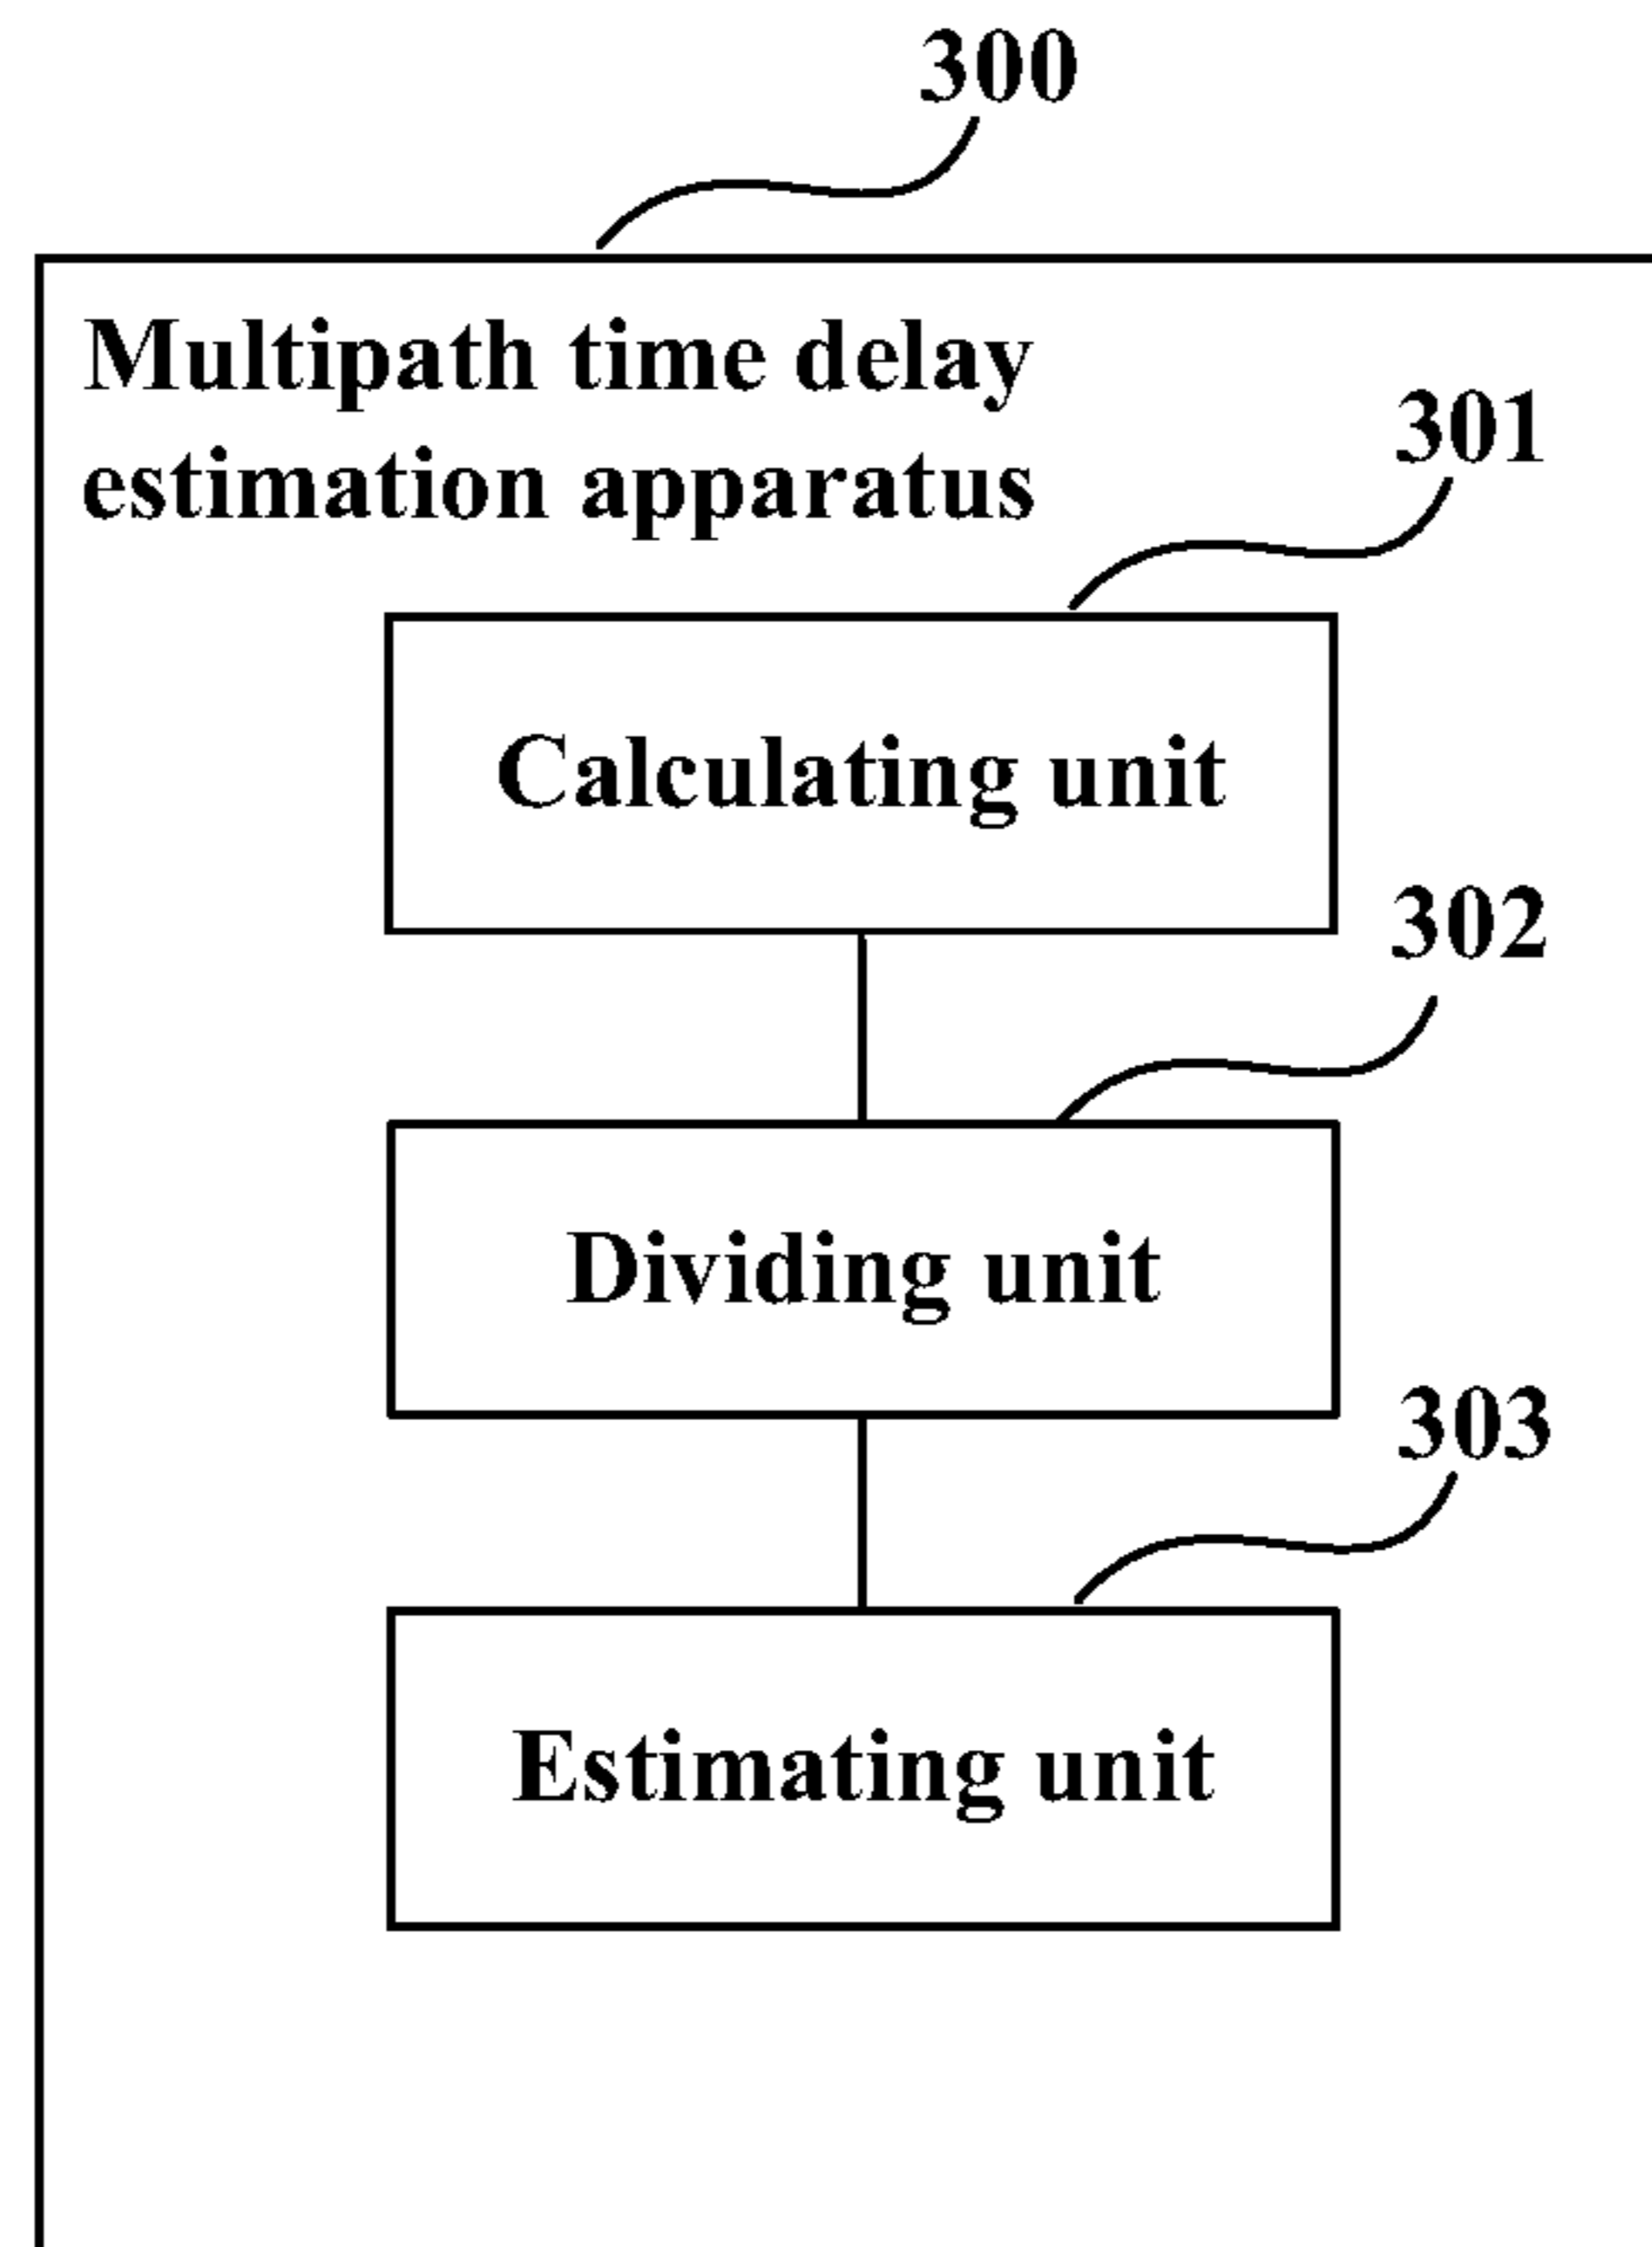 300
Multipath time delay
estimation apparatus
301
Calculating unit
302
Dividing unit
303
Estimating unit